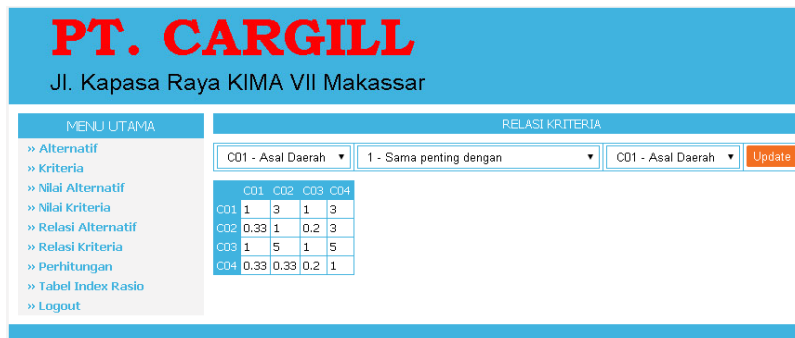 PT. CARGILL
Jl. Kapasa Raya KIMA VII Makassar
MENU UTAMA
» Alternatif
» Kriteria
» Nilai Alternatif
» Nilai Kriteria
» Relasi Alternatif
» Relasi Kriteria
» Perhitungan
» Tabel Index Rasio
» Logout
RELASI KRITERIA
C01 - Asal Daerah 1 - Sama penting dengan C01 - Asal Daerah Update
C01 C02 C03 C04
C01 1 3 1 3
C02 0.33 1 0.2 3
C03 1 5 1 5
C04 0.33 0.33 0.2 1